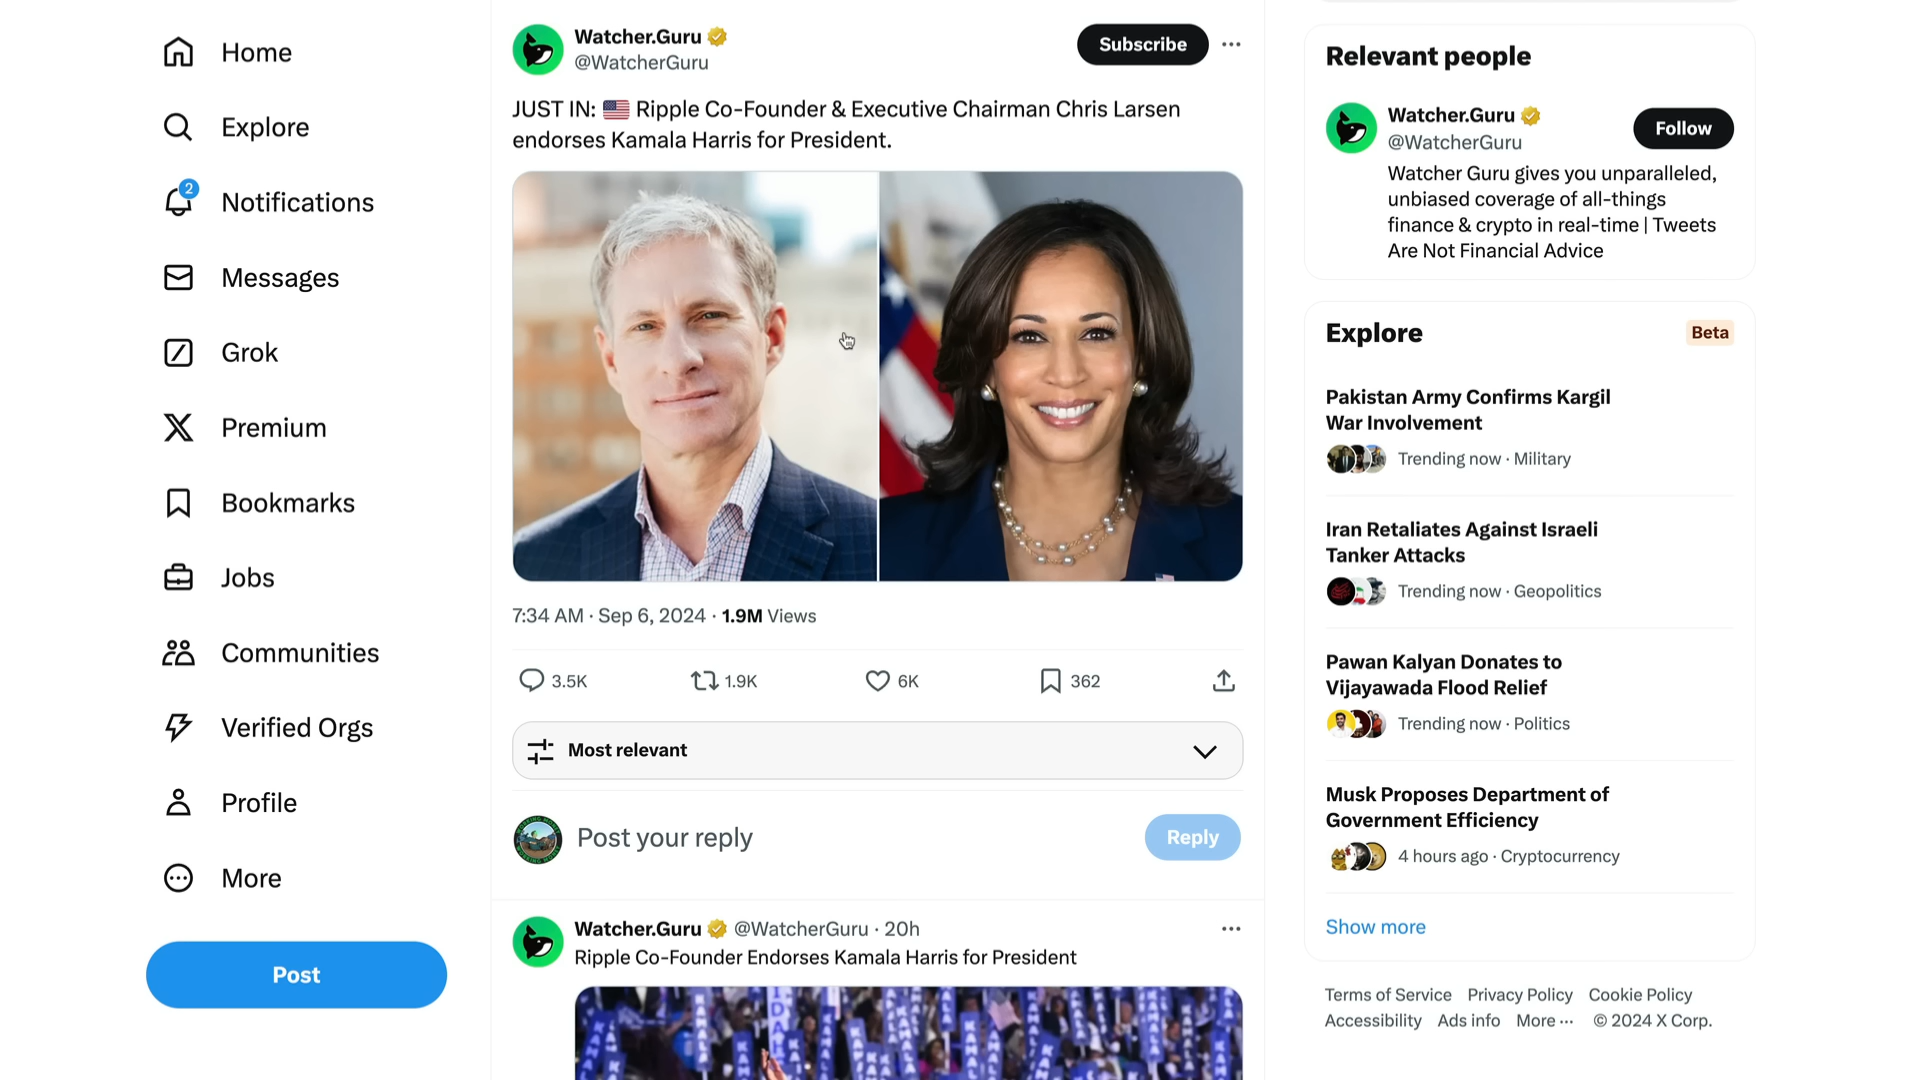 Home
Explore
2
Notifications
Messages
Grok
Premium
Bookmarks
Jobs
Communities
Verified Orgs
Profile
More
Post
Watcher.Guru
@WatcherGuru
Subscribe
JUST IN: 🇺🇸 Ripple Co-Founder & Executive Chairman Chris Larsen
endorses Kamala Harris for President.
7:34 AM · Sep 6, 2024 · 1.9M Views
3.5K 1.9K 6K 362
Most relevant
Post your reply
Reply
Watcher.Guru @WatcherGuru · 20h
Ripple Co-Founder Endorses Kamala Harris for President
Relevant people
Watcher.Guru
@WatcherGuru
Follow
Watcher Guru gives you unparalleled,
unbiased coverage of all-things
finance & crypto in real-time | Tweets
Are Not Financial Advice
Explore
Beta
Pakistan Army Confirms Kargil
War Involvement
Trending now · Military
Iran Retaliates Against Israeli
Tanker Attacks
Trending now · Geopolitics
Pawan Kalyan Donates to
Vijayawada Flood Relief
Trending now · Politics
Musk Proposes Department of
Government Efficiency
4 hours ago · Cryptocurrency
Show more
Terms of Service Privacy Policy Cookie Policy
Accessibility Ads info More ··· © 2024 X Corp.